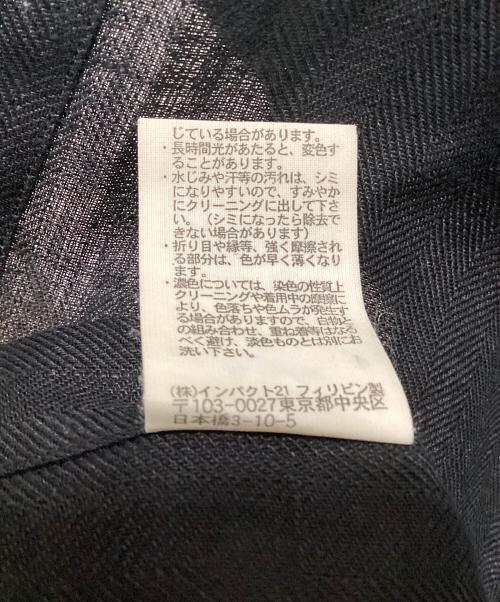 じている場合があります。
・長時間光があたると、変色す
ることがあります。
・水じみや汗等の汚れは、シミ
になりやすいので、すみやか
にクリーニングに出して下さ
い。（シミになったら除去で
きない場合があります）
・折り目や縁等、強く摩擦され
る部分は、色が早く薄くなり
ます。
・濃色については、染色の性質上
クリーニングや着用中の摩擦に
より、色落ちや色ムラが発生す
る場合がありますので、白物と
の組み合わせ、重ね着等はなる
べく避け、淡色ものとは別にお
洗い下さい。
（株）インパクト21 フィリピン製
〒103-0027東京都中央区
日本橋3-10-5